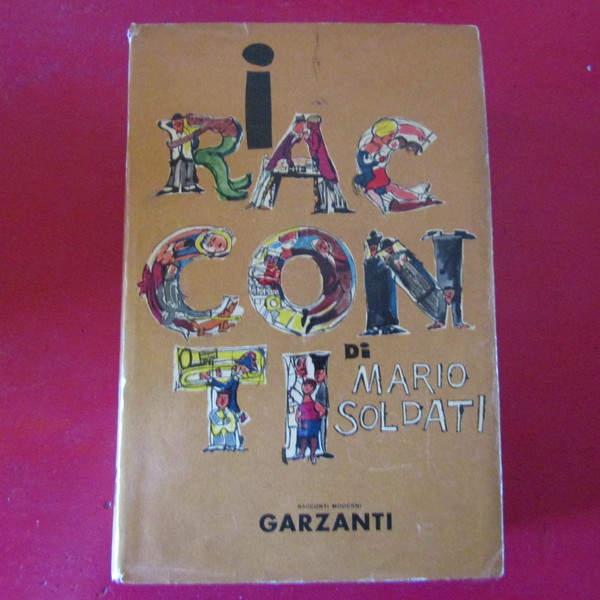 i
RAC
CON
TI
Di
MARIO
SOLDATI
RACCONTI MODERNI
GARZANTI